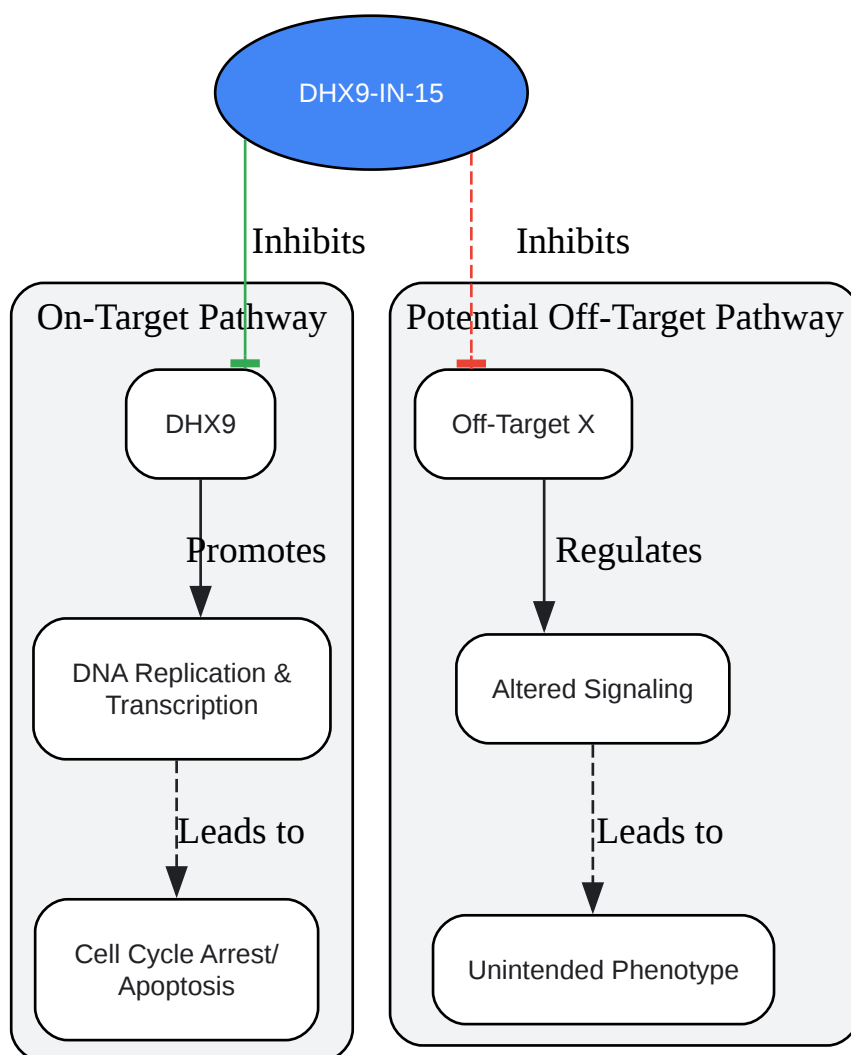 DHX9-IN-15
Inhibits
Inhibits
On-Target Pathway
Potential Off-Target Pathway
DHX9
Off-Target X
Promotes
Regulates
DNA Replication &
Transcription
Altered Signaling
Leads to
Leads to
Cell Cycle Arrest/
Apoptosis
Unintended Phenotype